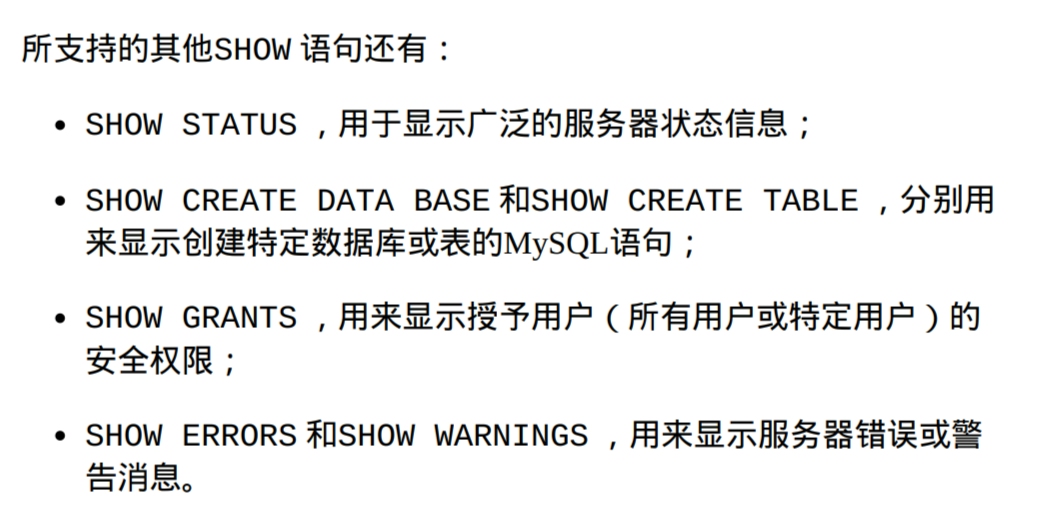 所支持的其他SHOW 语句还有：
• SHOW STATUS ，用于显示广泛的服务器状态信息；
• SHOW CREATE DATA BASE 和SHOW CREATE TABLE ，分别用
来显示创建特定数据库或表的MySQL语句；
• SHOW GRANTS ，用来显示授予用户（所有用户或特定用户）的
安全权限；
• SHOW ERRORS 和SHOW WARNINGS ，用来显示服务器错误或警
告消息。